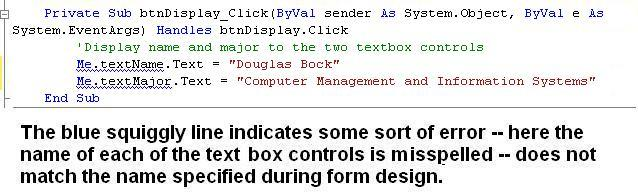 Private Sub btnDisplay_Click(ByVal sender As System.Object, ByVal e As
System.EventArgs) Handles btnDisplay.Click
'Display name and major to the two textbox controls
Me.textName.Text = "Douglas Bock"
Me.textMajor.Text = "Computer Management and Information Systems"
End Sub
The blue squiggly line indicates some sort of error -- here the
name of each of the text box controls is misspelled -- does not
match the name specified during form design.